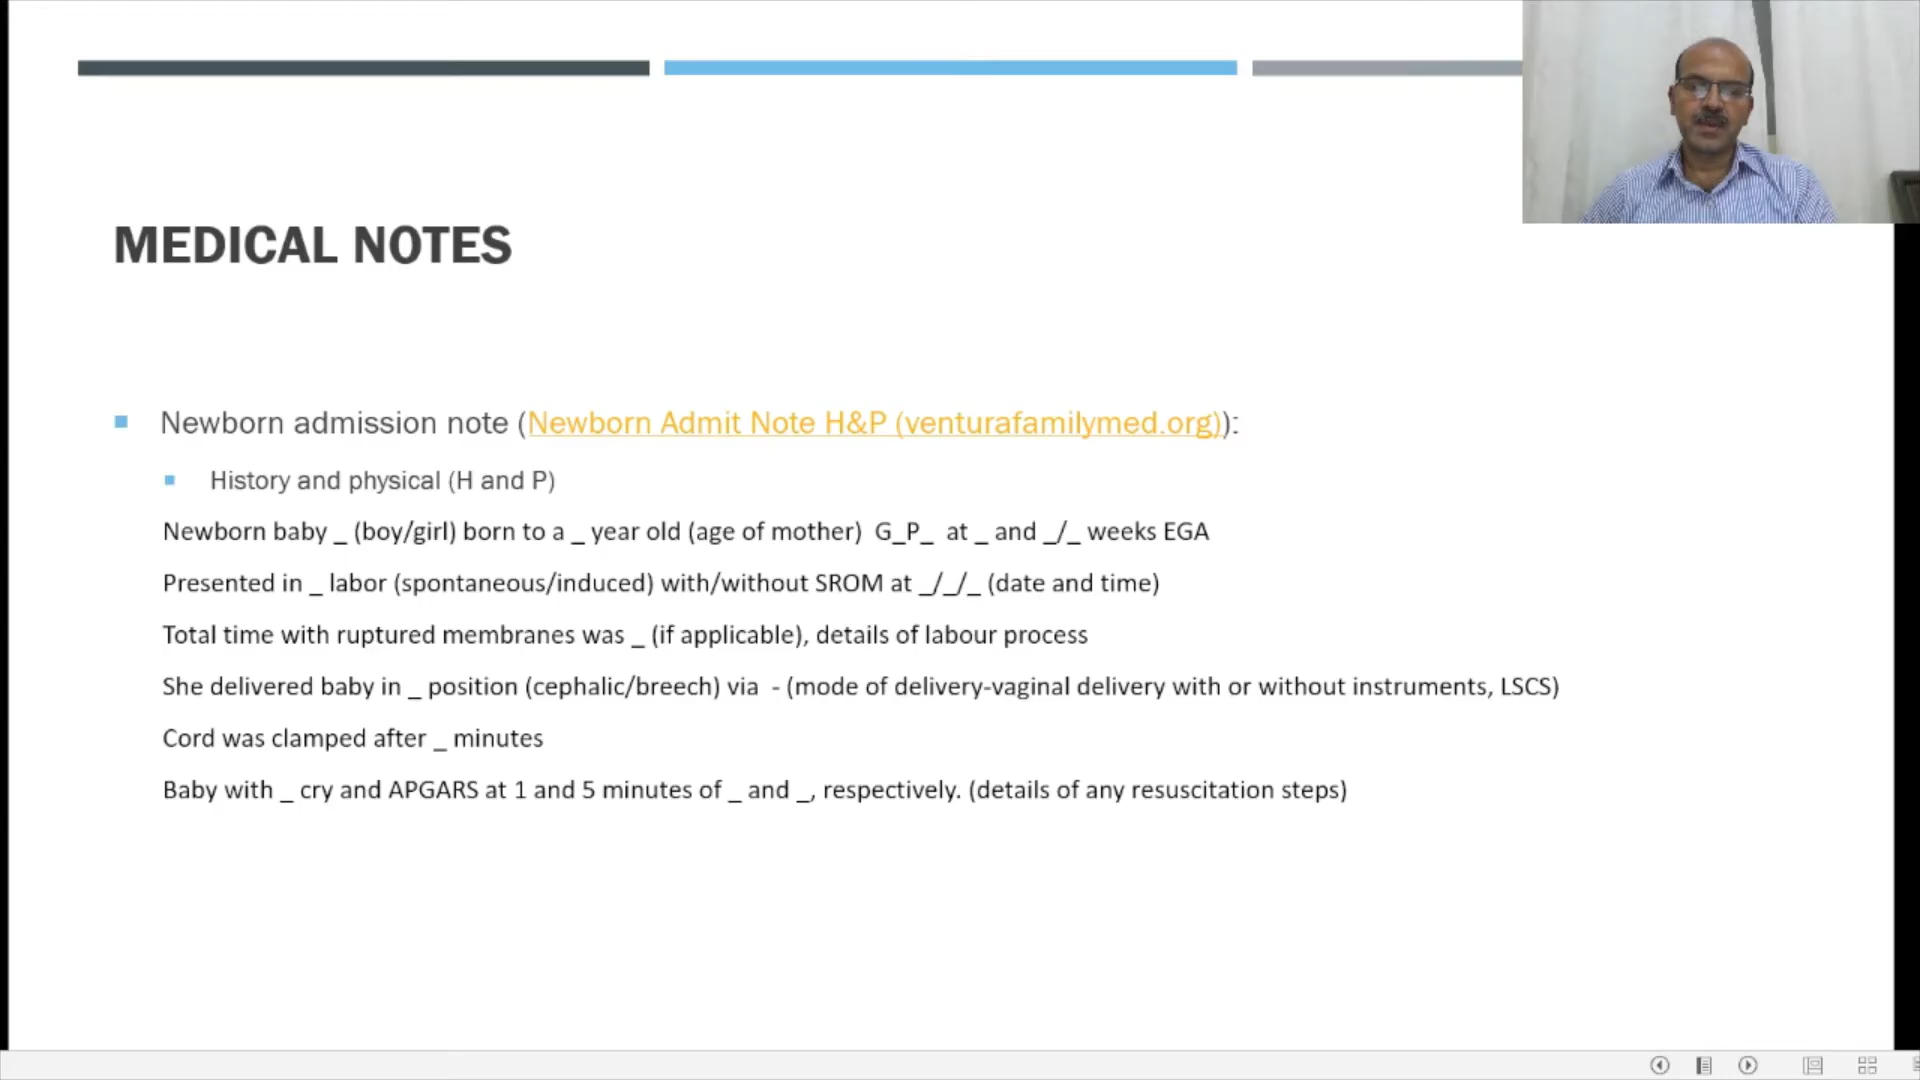 MEDICAL NOTES
Newborn admission note (Newborn Admit Note H&P (venturafamilymed.org)):
History and physical (H and P)
Newborn baby _ (boy/girl) born to a _ year old (age of mother)  G_P_  at _ and _/_ weeks EGA
Presented in _ labor (spontaneous/induced) with/without SROM at _/_/_ (date and time)
Total time with ruptured membranes was _ (if applicable), details of labour process
She delivered baby in _ position (cephalic/breech) via  - (mode of delivery-vaginal delivery with or without instruments, LSCS)
Cord was clamped after _ minutes
Baby with _ cry and APGARS at 1 and 5 minutes of _ and _, respectively. (details of any resuscitation steps)